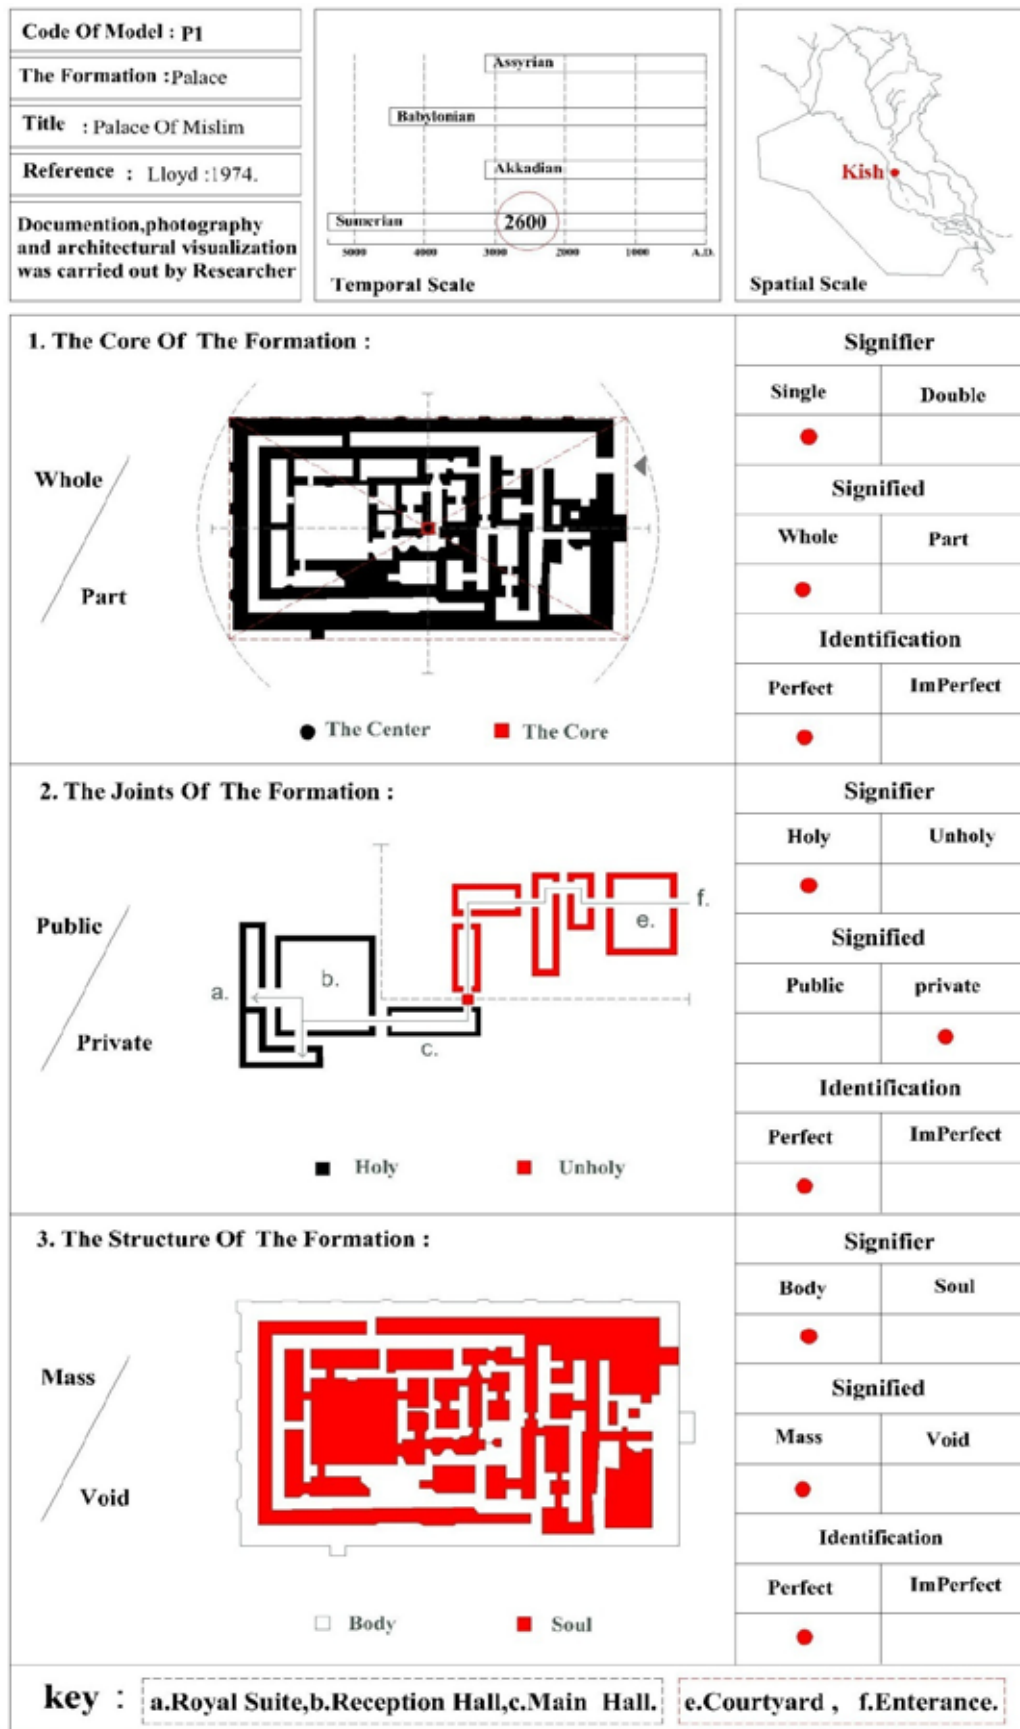 Code Of Model : P1
The Formation :Palace
Title : Palace Of Mislim
Reference : Lloyd :1974.
Documention,photography
and architectural visualization
was carried out by Researcher
Assyrian
Babylonian
Akkadian
Sumerian
2600
5000 4000 3000 2000 1000 A.D.
Temporal Scale
Kish
Spatial Scale
1. The Core Of The Formation :
Whole
Part
The Center
The Core
Signifier
Single Double
Signified
Whole Part
Identification
Perfect ImPerfect
2. The Joints Of The Formation :
Public
Private
a.
b.
c.
e.
f.
Holy
Unholy
Signifier
Holy Unholy
Signified
Public private
Identification
Perfect ImPerfect
3. The Structure Of The Formation :
Mass
Void
Body
Soul
Signifier
Body Soul
Signified
Mass Void
Identification
Perfect ImPerfect
key : a.Royal Suite,b.Reception Hall,c.Main Hall. e.Courtyard , f.Enterance.